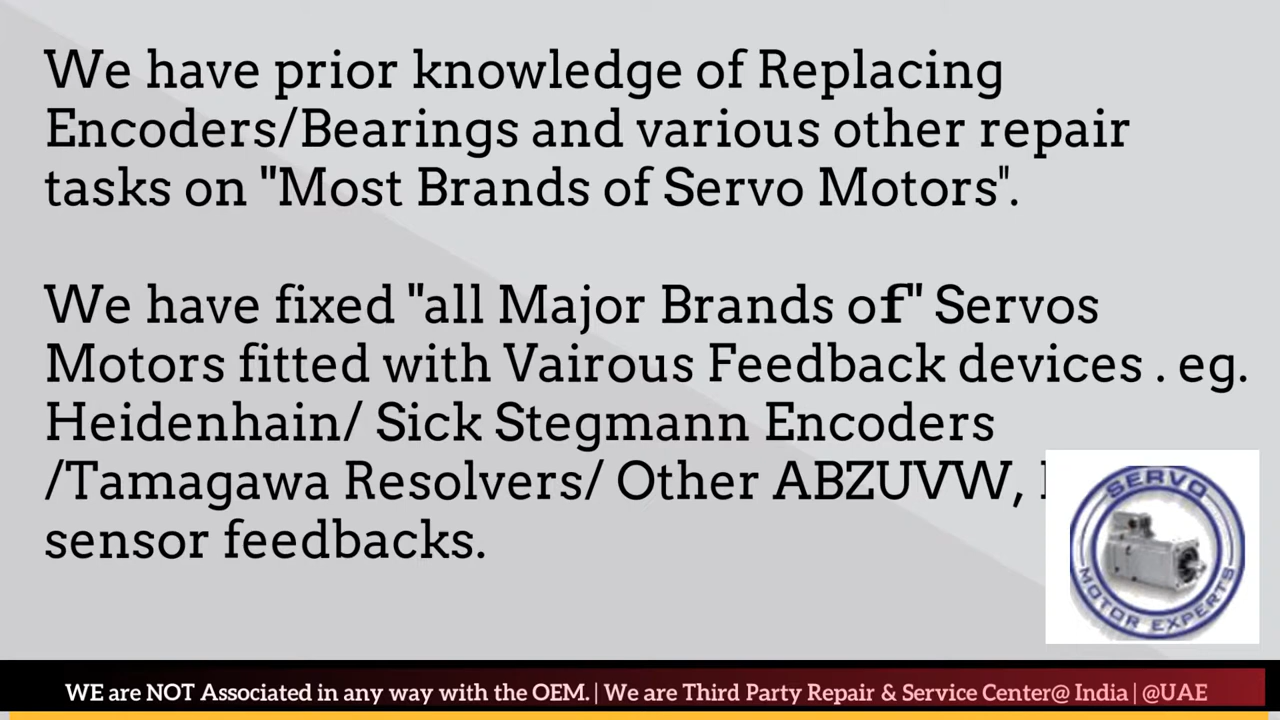 We have prior knowledge of Replacing
Encoders/Bearings and various other repair
tasks on "Most Brands of Servo Motors".
We have fixed "all Major Brands of" Servos
Motors fitted with Vairous Feedback devices . eg.
Heidenhain/ Sick Stegmann Encoders
/Tamagawa Resolvers/ Other ABZUVW,
sensor feedbacks.
SERVO
MOTOR EXPERTS
WE are NOT Associated in any way with the OEM. | We are Third Party Repair & Service Center@ India | @UAE